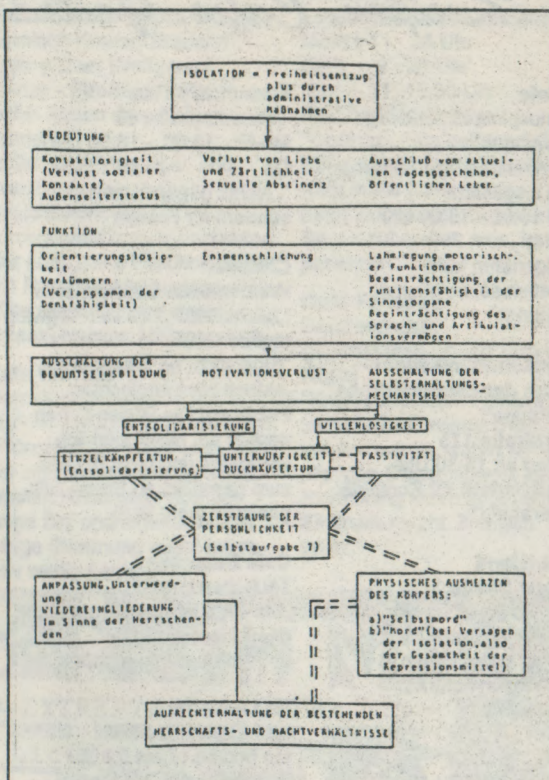 ISOLATION = Freiheitsentzug
plus durch
administrative
Maßnahmen
BEDEUTUNG
Kontaktlosigkeit
(Verlust sozialer
Kontakte)
Außenseiterstatus
Verlust von Liebe
und Zärtlichkeit
Sexuelle Abstinenz
Ausschluß vom aktuel-
len Tagesgeschehen,
öffentlichen Leben
FUNKTION
Orientierungslosig-
keit
Verkümmern
(Verlangsamen der
Denkfähigkeit)
Entmenschlichung
Lahmlegung motorisch-
er Funktionen
Beeinträchtigung der
Funktionsfähigkeit der
Sinnesorgane
Beeinträchtigung des
Sprach- und Artikulat-
ionsvermögen
AUSSCHALTUNG DER
BEWUßTSEINSBILDUNG
MOTIVATIONSVERLUST
AUSSCHALTUNG DER
SELBSTERHALTUNGS-
MECHANISMEN
ENTSOLIDARISIERUNG
WILLENLOSIGKEIT
EINZELKÄMPFERTUM
(Entsolidarisierung)
UNTERWÜRFIGKEIT
DUCKMÄUSERTUM
PASSIVITÄT
ZERSTÖRUNG DER
PERSÖNLICHKEIT
(Selbstaufgabe ?)
ANPASSUNG,Unterwerd-
ung
WIEDEREINGLIEDERUNG
im Sinne der Herrschen-
den
PHYSISCHES AUSMERZEN
DES KÖRPERS:
a)"Selbstmord"
b)"Mord"(bei Versagen
der Isolation,also
der Gesamtheit der
Repressionsmittel)
AUFRECHTERHALTUNG DER BESTEHENDEN
HERRSCHAFTS- UND MACHTVERHÄLTNISSE